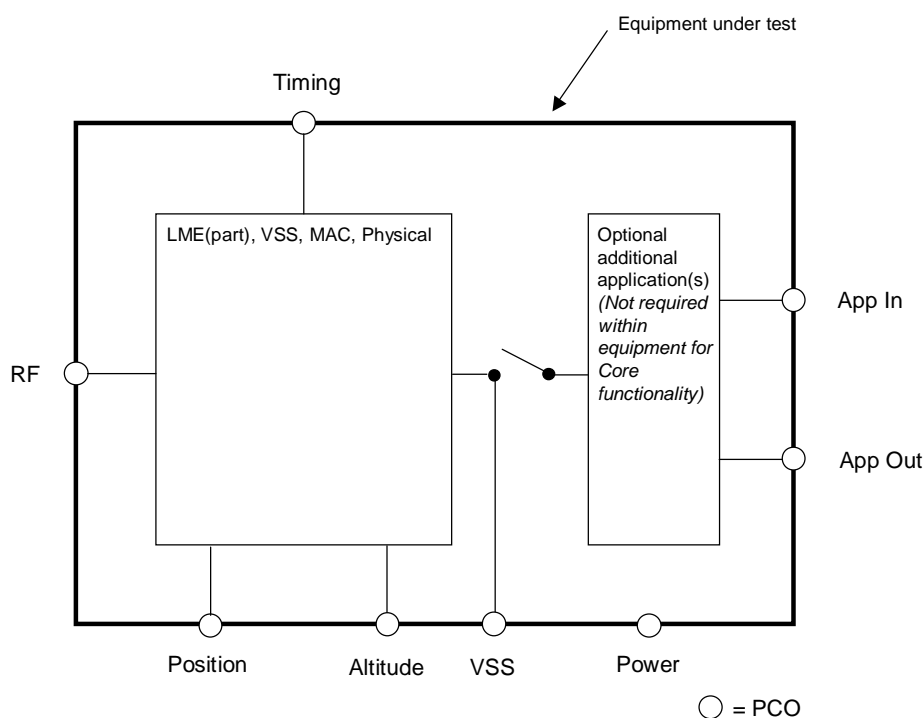 Equipment under test
Timing
LME(part), VSS, MAC, Physical
Optional
additional
application(s)
(Not required
within
equipment for
Core
functionality)
App In
RF
App Out
Position
Altitude
VSS
Power
= PCO